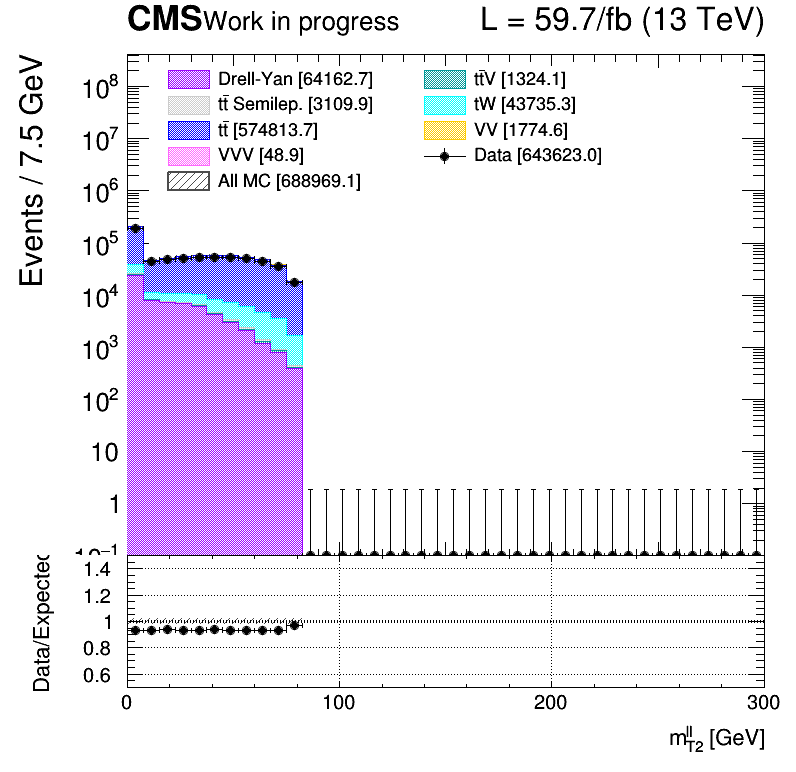 CMS Work in progress L = 59.7/fb (13 TeV)
Events / 7.5 GeV
Drell-Yan [64162.7]
tt̄ Semilep. [3109.9]
tt̄ [574813.7]
VVV [48.9]
All MC [688969.1]
tt̄V [1324.1]
tW [43735.3]
VV [1774.6]
Data [643623.0]
10⁸
10⁷
10⁶
10⁵
10⁴
10³
10²
10
1
10⁻¹
Data/Expected
1.4
1.2
1
0.8
0.6
0 100 200 300
m_T2^ll [GeV]